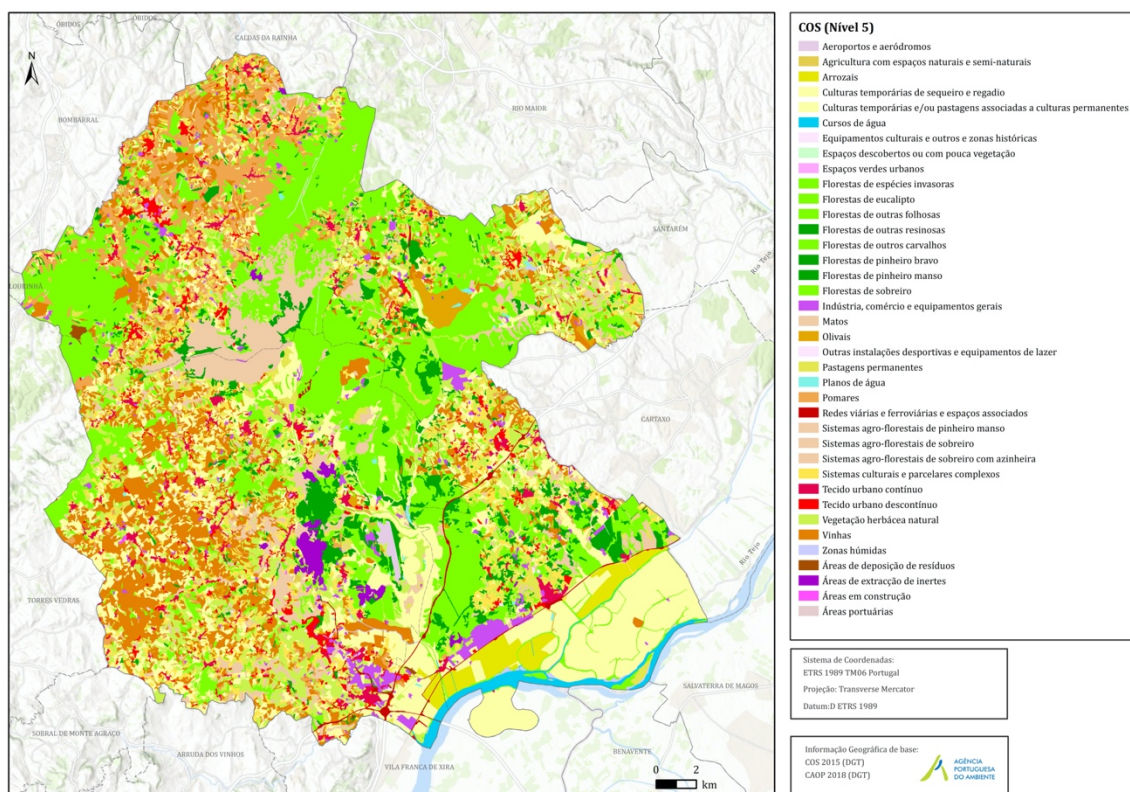 ÓBIDOS
ÓBIDOS
CALDAS DA RAINHA
N
RIO MAIOR
BOMBARRAL
SANTARÉM
Rio Tejo
LOURINHÃ
CARTAXO
Rio Tejo
TORRES VEDRAS
SALVATERRA DE MAGOS
SOBRAL DE MONTE AGRAÇO
ARRUDA DOS VINHOS
BENAVENTE
VILA FRANCA DE XIRA
0 2
km
COS (Nível 5)
Aeroportos e aeródromos
Agricultura com espaços naturais e semi-naturais
Arrozais
Culturas temporárias de sequeiro e regadio
Culturas temporárias e/ou pastagens associadas a culturas permanentes
Cursos de água
Equipamentos culturais e outros e zonas históricas
Espaços descobertos ou com pouca vegetação
Espaços verdes urbanos
Florestas de espécies invasoras
Florestas de eucalipto
Florestas de outras folhosas
Florestas de outras resinosas
Florestas de outros carvalhos
Florestas de pinheiro bravo
Florestas de pinheiro manso
Florestas de sobreiro
Indústria, comércio e equipamentos gerais
Matos
Olivais
Outras instalações desportivas e equipamentos de lazer
Pastagens permanentes
Planos de água
Pomares
Redes viárias e ferroviárias e espaços associados
Sistemas agro-florestais de pinheiro manso
Sistemas agro-florestais de sobreiro
Sistemas agro-florestais de sobreiro com azinheira
Sistemas culturais e parcelares complexos
Tecido urbano contínuo
Tecido urbano descontínuo
Vegetação herbácea natural
Vinhas
Zonas húmidas
Áreas de deposição de resíduos
Áreas de extracção de inertes
Áreas em construção
Áreas portuárias
Sistema de Coordenadas:
ETRS 1989 TM06 Portugal
Projeção: Transverse Mercator
Datum:D ETRS 1989
Informação Geográfica de base:
COS 2015 (DGT)
CAOP 2018 (DGT)
AGÊNCIA
PORTUGUESA
DO AMBIENTE